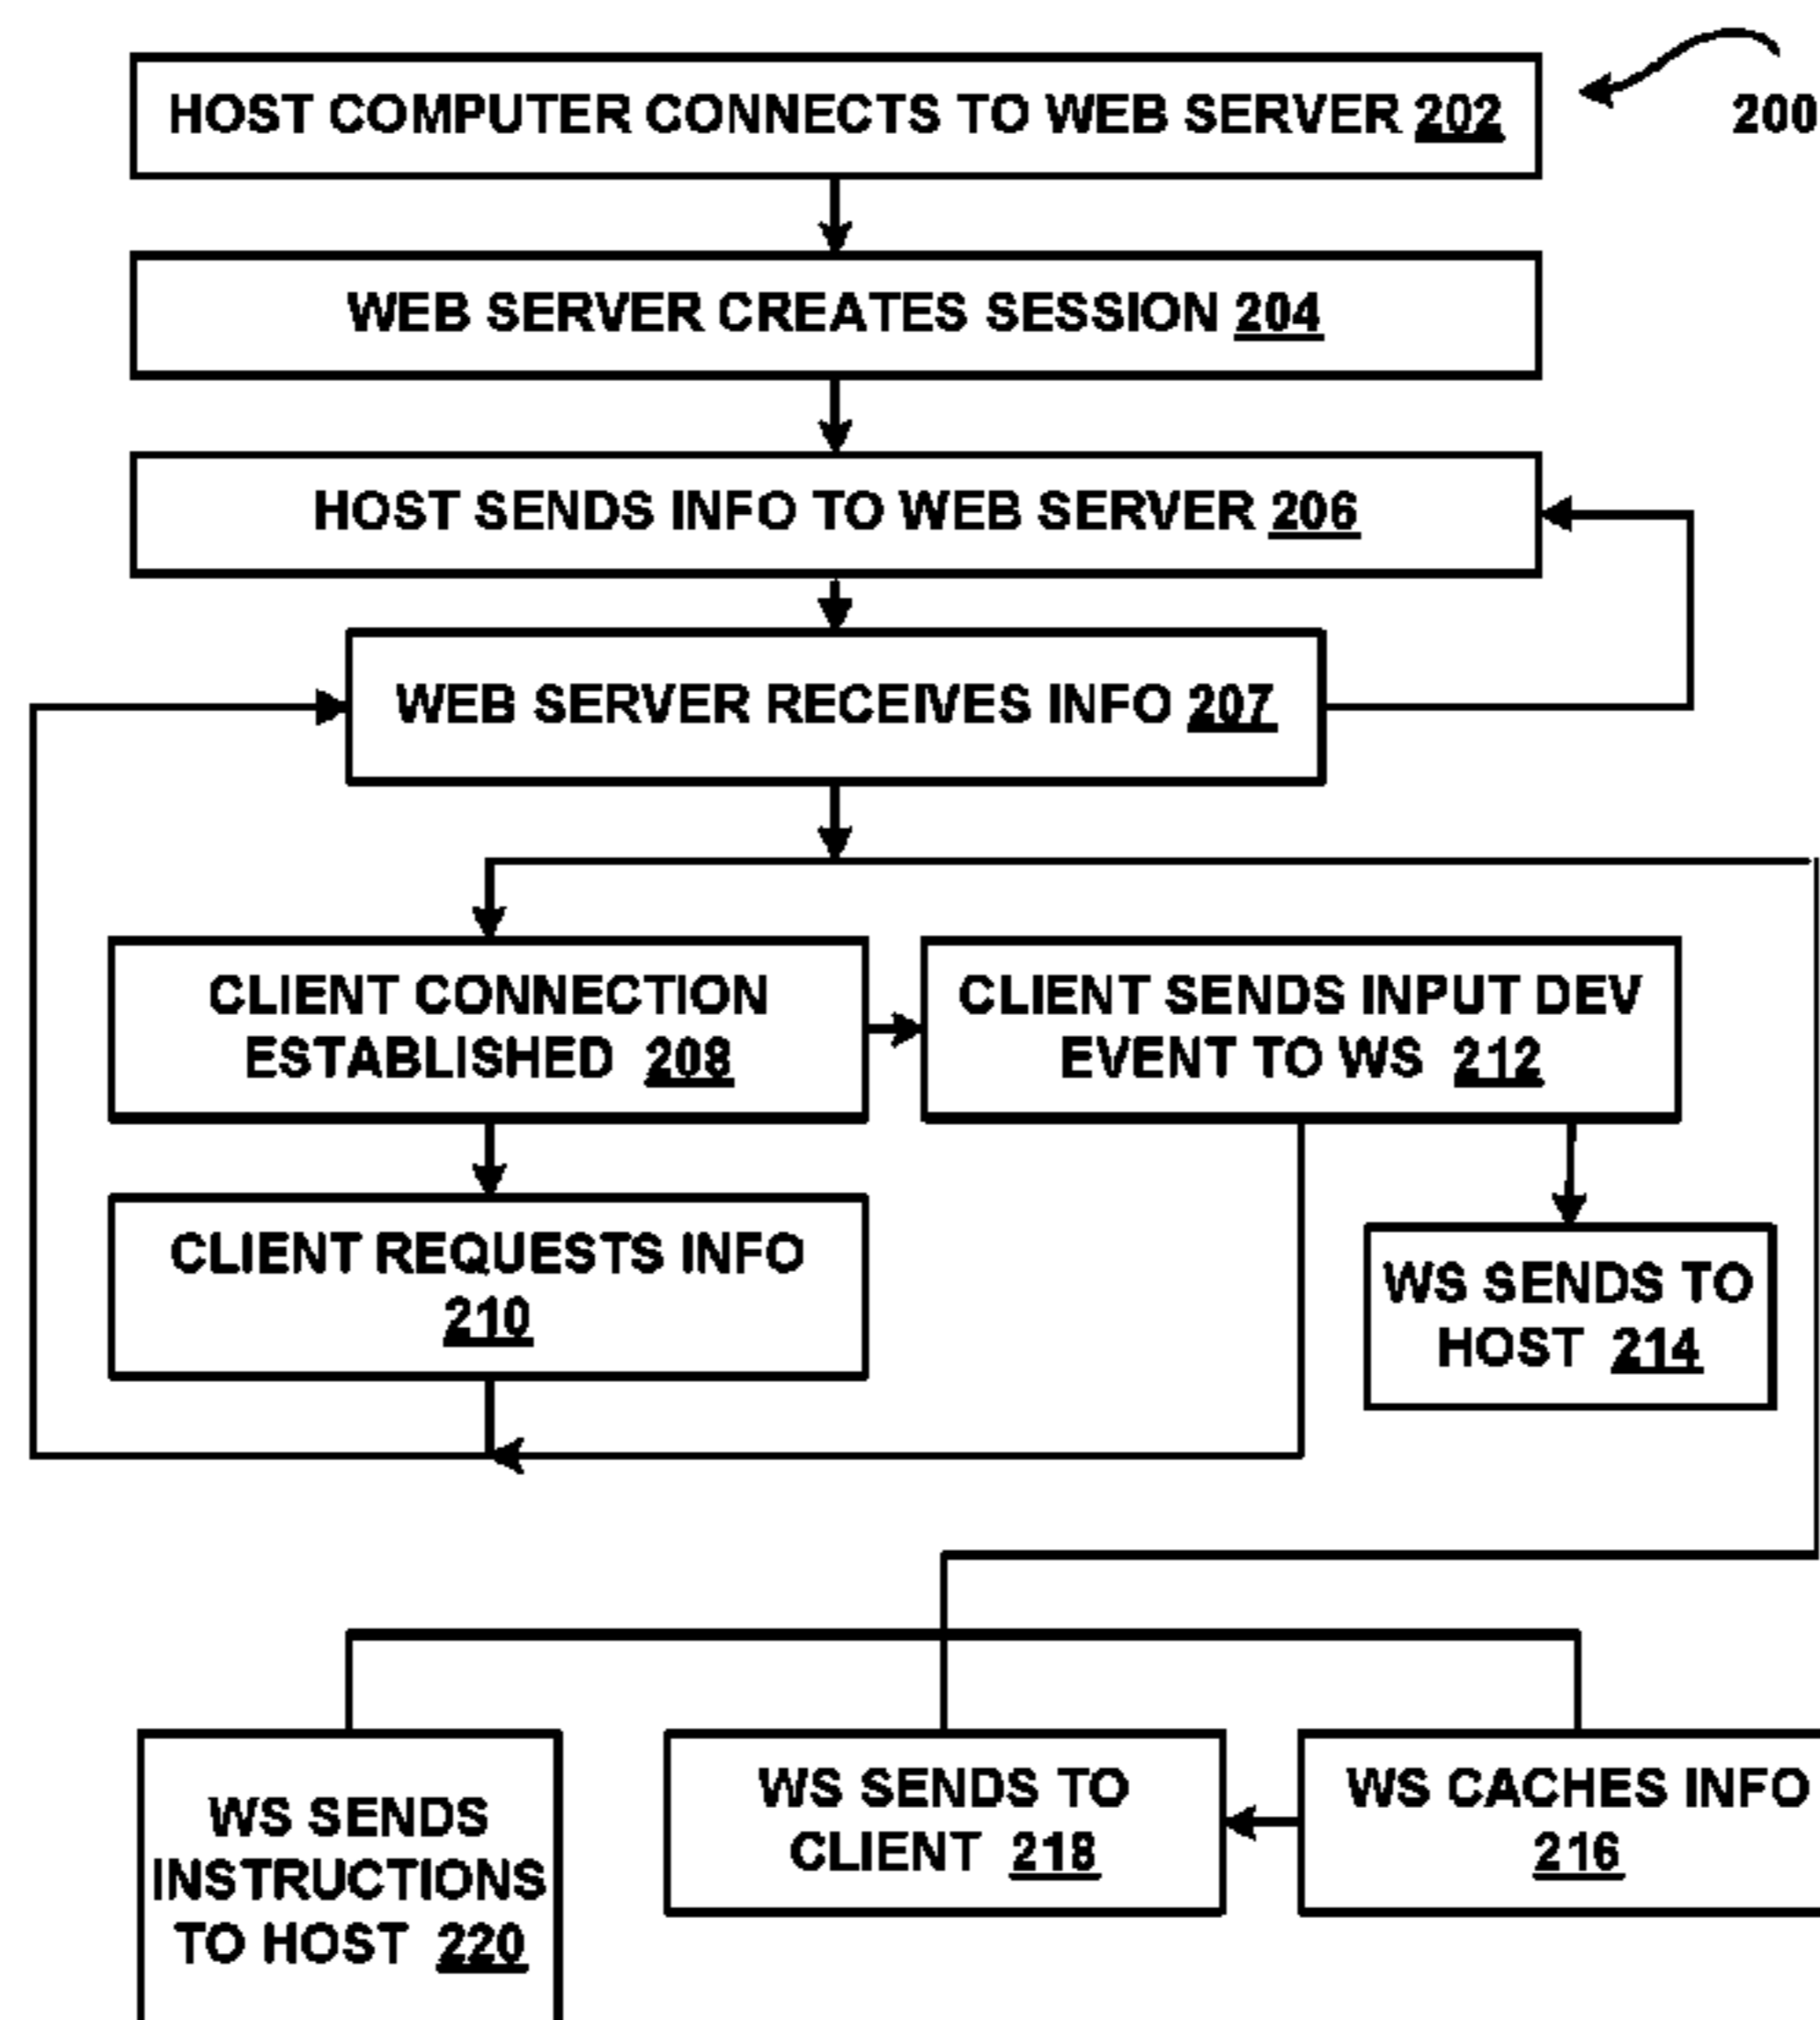 HOST COMPUTER CONNECTS TO WEB SERVER 202
200
WEB SERVER CREATES SESSION 204
HOST SENDS INFO TO WEB SERVER 206
WEB SERVER RECEIVES INFO 207
CLIENT CONNECTION
ESTABLISHED 208
CLIENT SENDS INPUT DEV
EVENT TO WS 212
CLIENT REQUESTS INFO
210
WS SENDS TO
HOST 214
WS SENDS
INSTRUCTIONS
TO HOST 220
WS SENDS TO
CLIENT 218
WS CACHES INFO
216